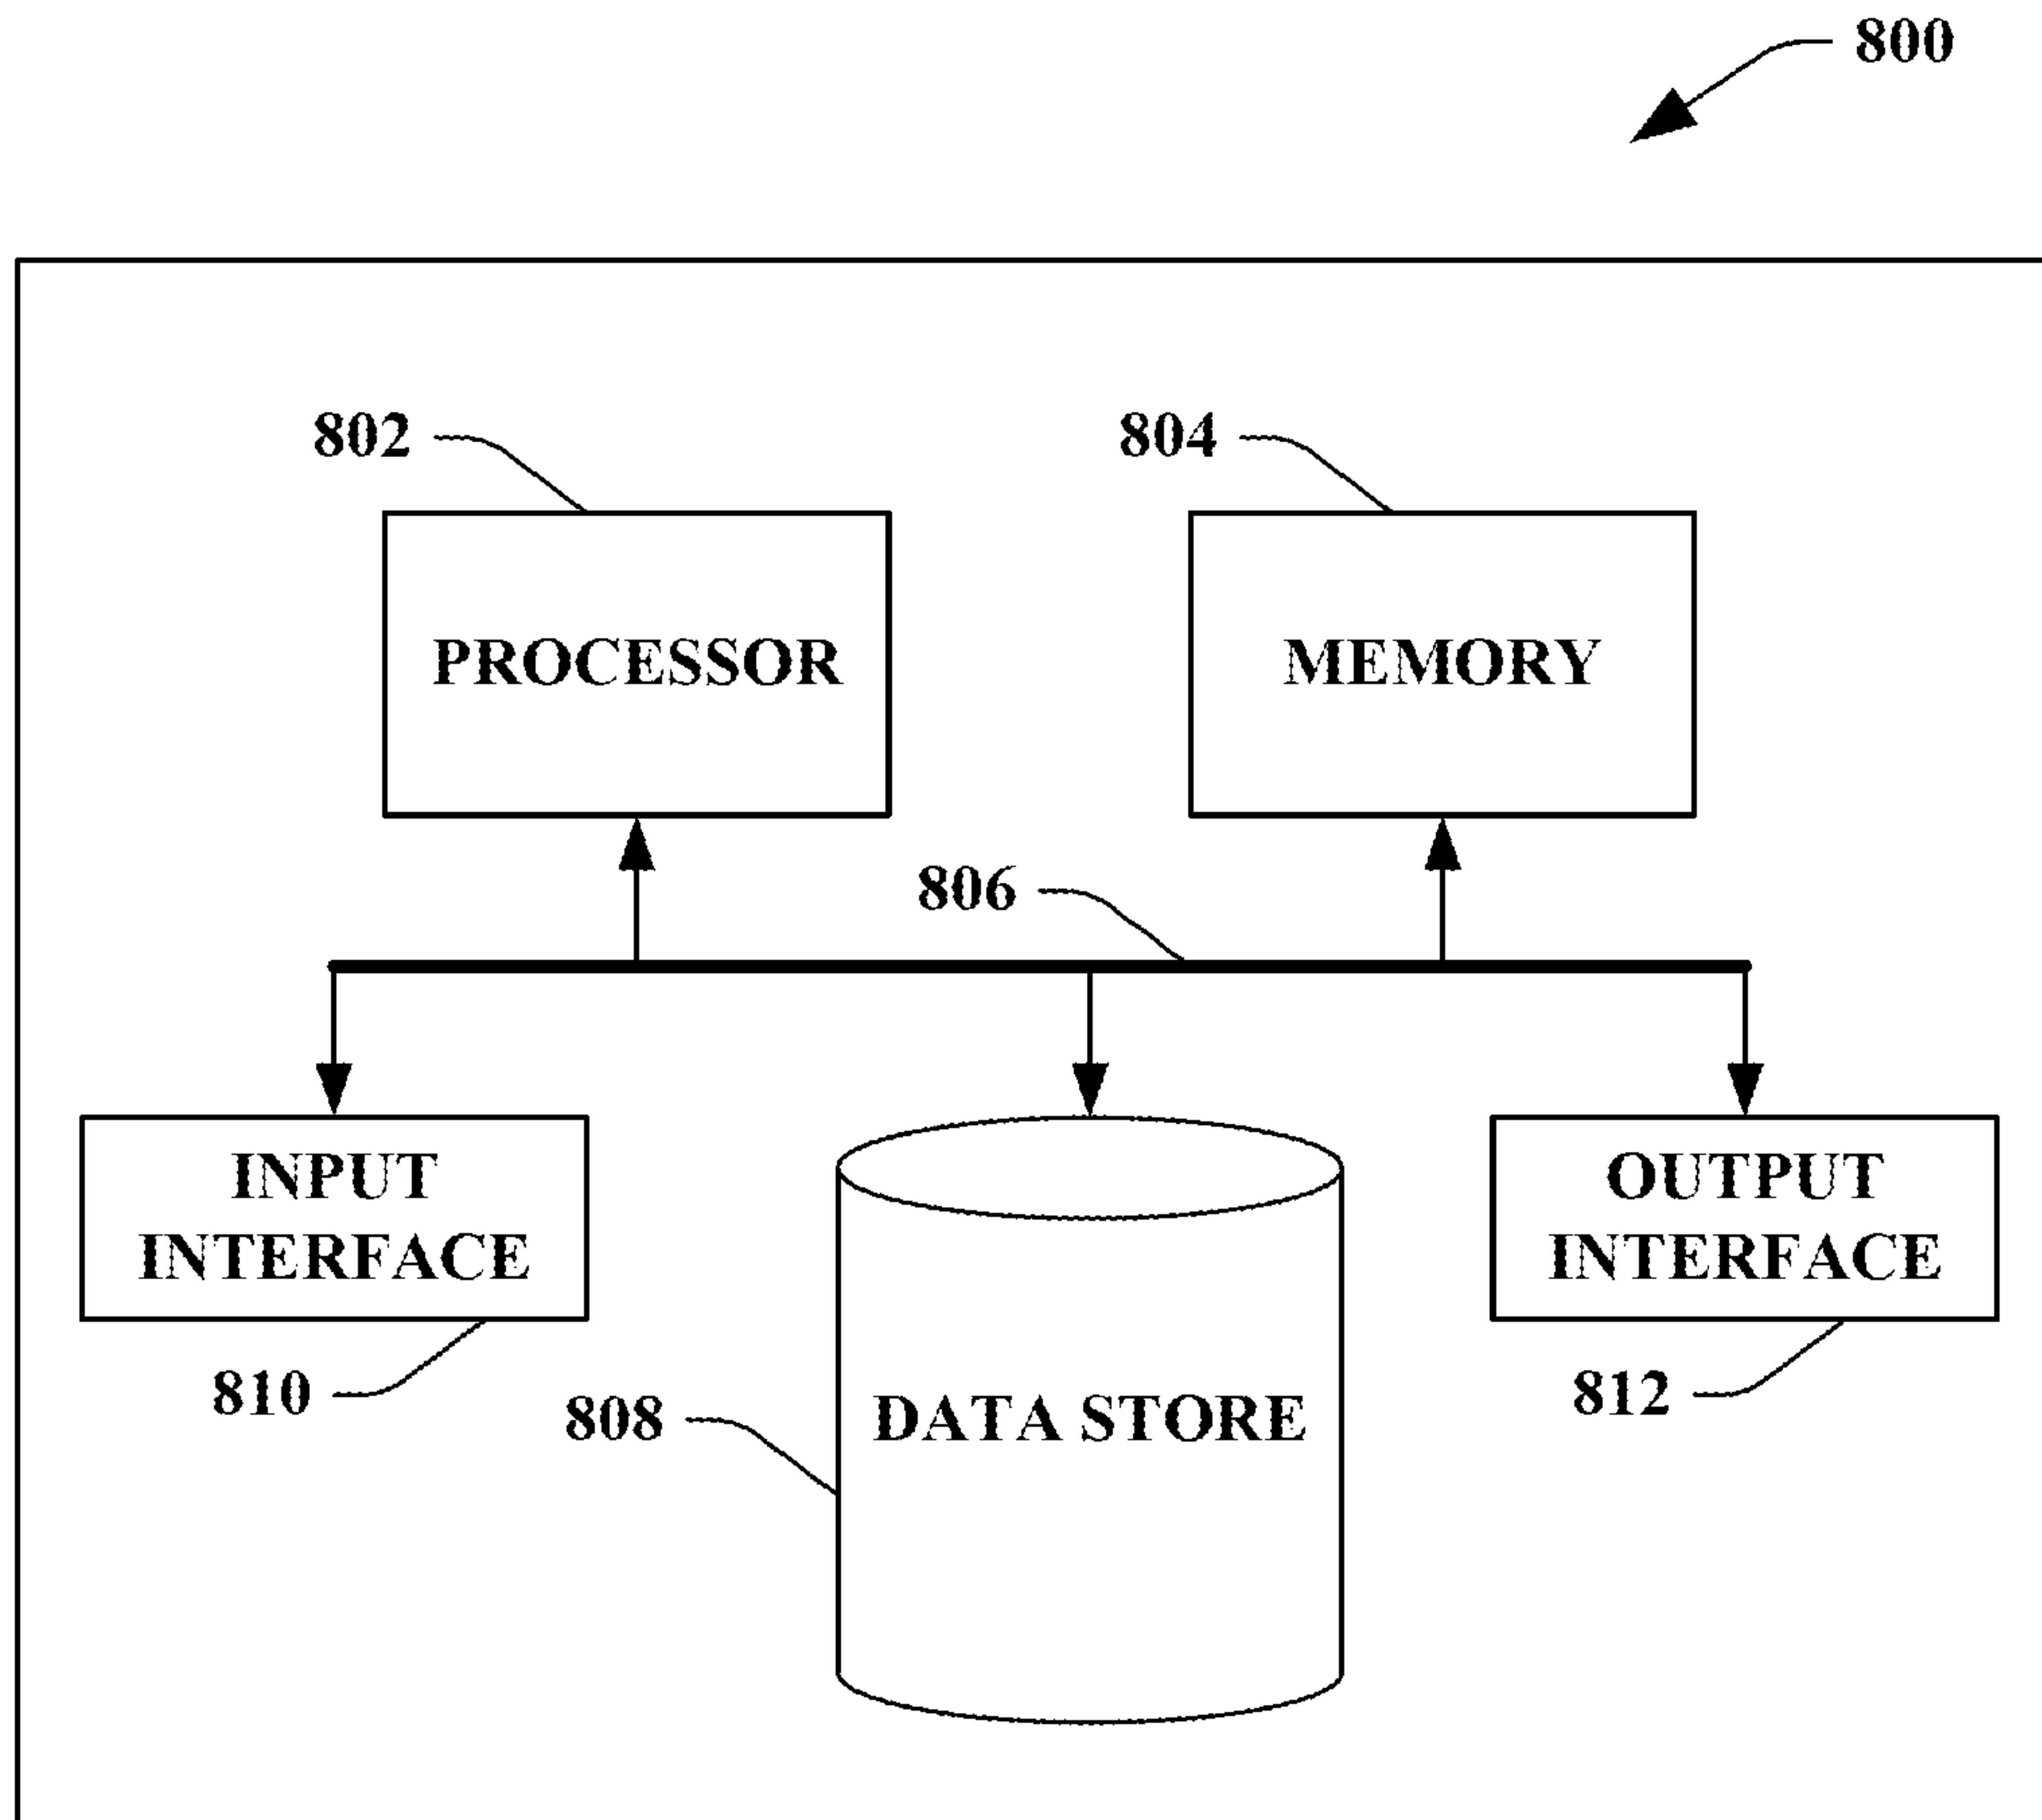 800
802
804
PROCESSOR
MEMORY
806
INPUT
INTERFACE
OUTPUT
INTERFACE
810
808
DATA STORE
812